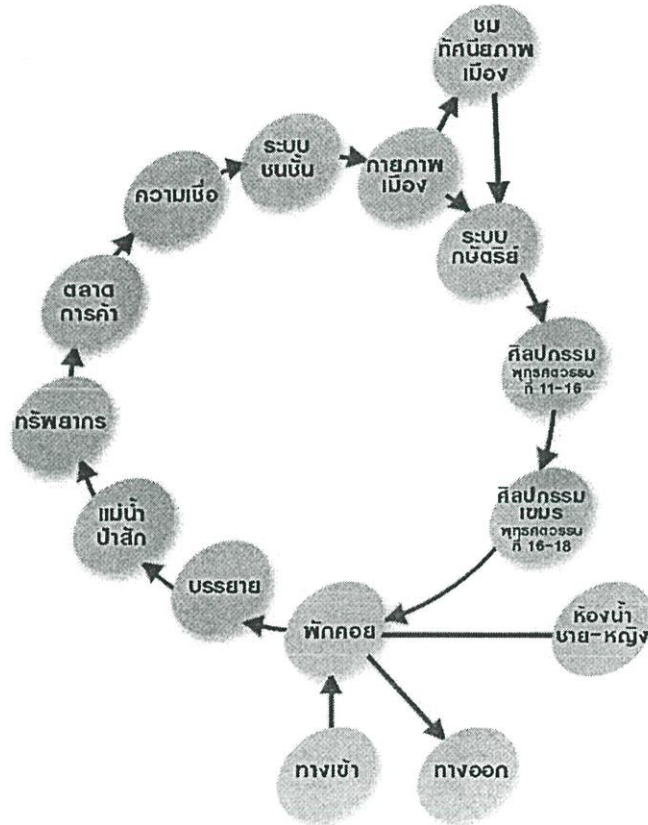 ชม
ทัศนียภาพ
เมือง
ระบบ
ชนชั้น
กายภาพ
เมือง
ความเชื่อ
ระบบ
กษัตริย์
ตลาด
การค้า
ศิลปกรรม
พุทธศตวรรษ
ที่ 11-16
ทรัพยากร
ศิลปกรรม
เขมร
พุทธศตวรรษ
ที่ 16-18
แม่น้ำ
ป่าสัก
บรรยาย
พักคอย
ห้องน้ำ
ชาย-หญิง
ทางเข้า
ทางออก